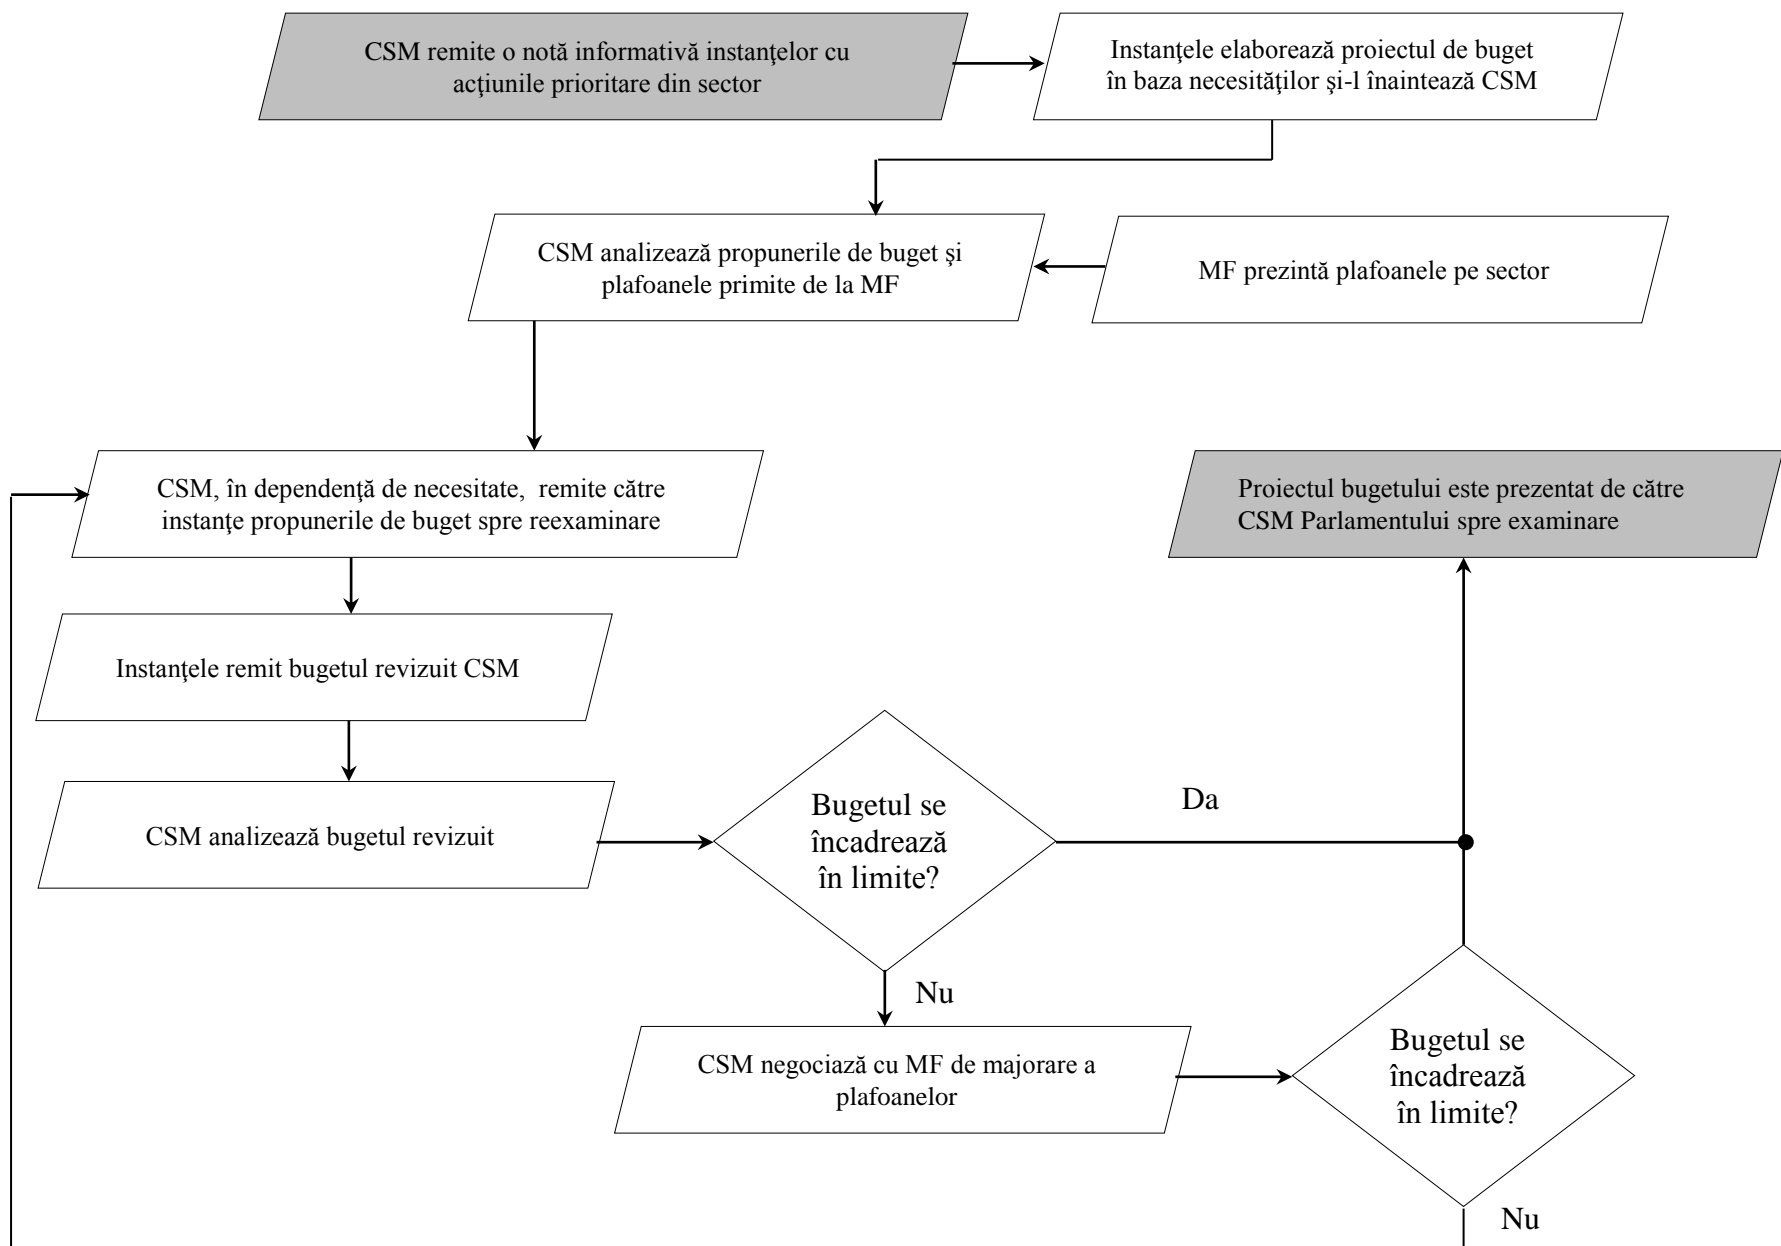 CSM remite o notă informativă instanţelor cu
acţiunile prioritare din sector
Instanţele elaborează proiectul de buget
în baza necesităţilor şi-l înaintează CSM
CSM analizează propunerile de buget şi
plafoanele primite de la MF
MF prezintă plafoanele pe sector
CSM, în dependenţă de necesitate, remite către
instanţe propunerile de buget spre reexaminare
Proiectul bugetului este prezentat de către
CSM Parlamentului spre examinare
Instanţele remit bugetul revizuit CSM
CSM analizează bugetul revizuit
Bugetul se
încadrează
în limite?
Da
Nu
CSM negociază cu MF de majorare a
plafoanelor
Bugetul se
încadrează
în limite?
Nu